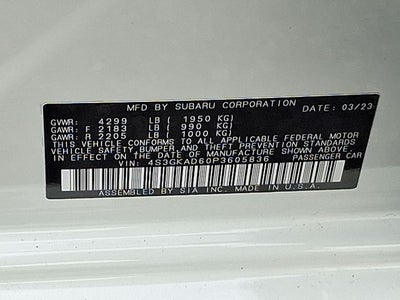 MFD BY SUBARU CORPORATION DATE: 03/23
GVWR: 4299 LB ( 1950 KG)
GAWR: F 2183 LB ( 990 KG)
GAWR: R 2205 LB ( 1000 KG)
THIS VEHICLE CONFORMS TO ALL APPLICABLE FEDERAL MOTOR
VEHICLE SAFETY, BUMPER AND THEFT PREVENTION STANDARDS IN
EFFECT ON THE DATE OF MANUFACTURE SHOWN ABOVE.
VIN: 4S3GKAD60P3605836 PASSENGER CAR
ASSEMBLED BY SIA INC. MADE IN U.S.A.